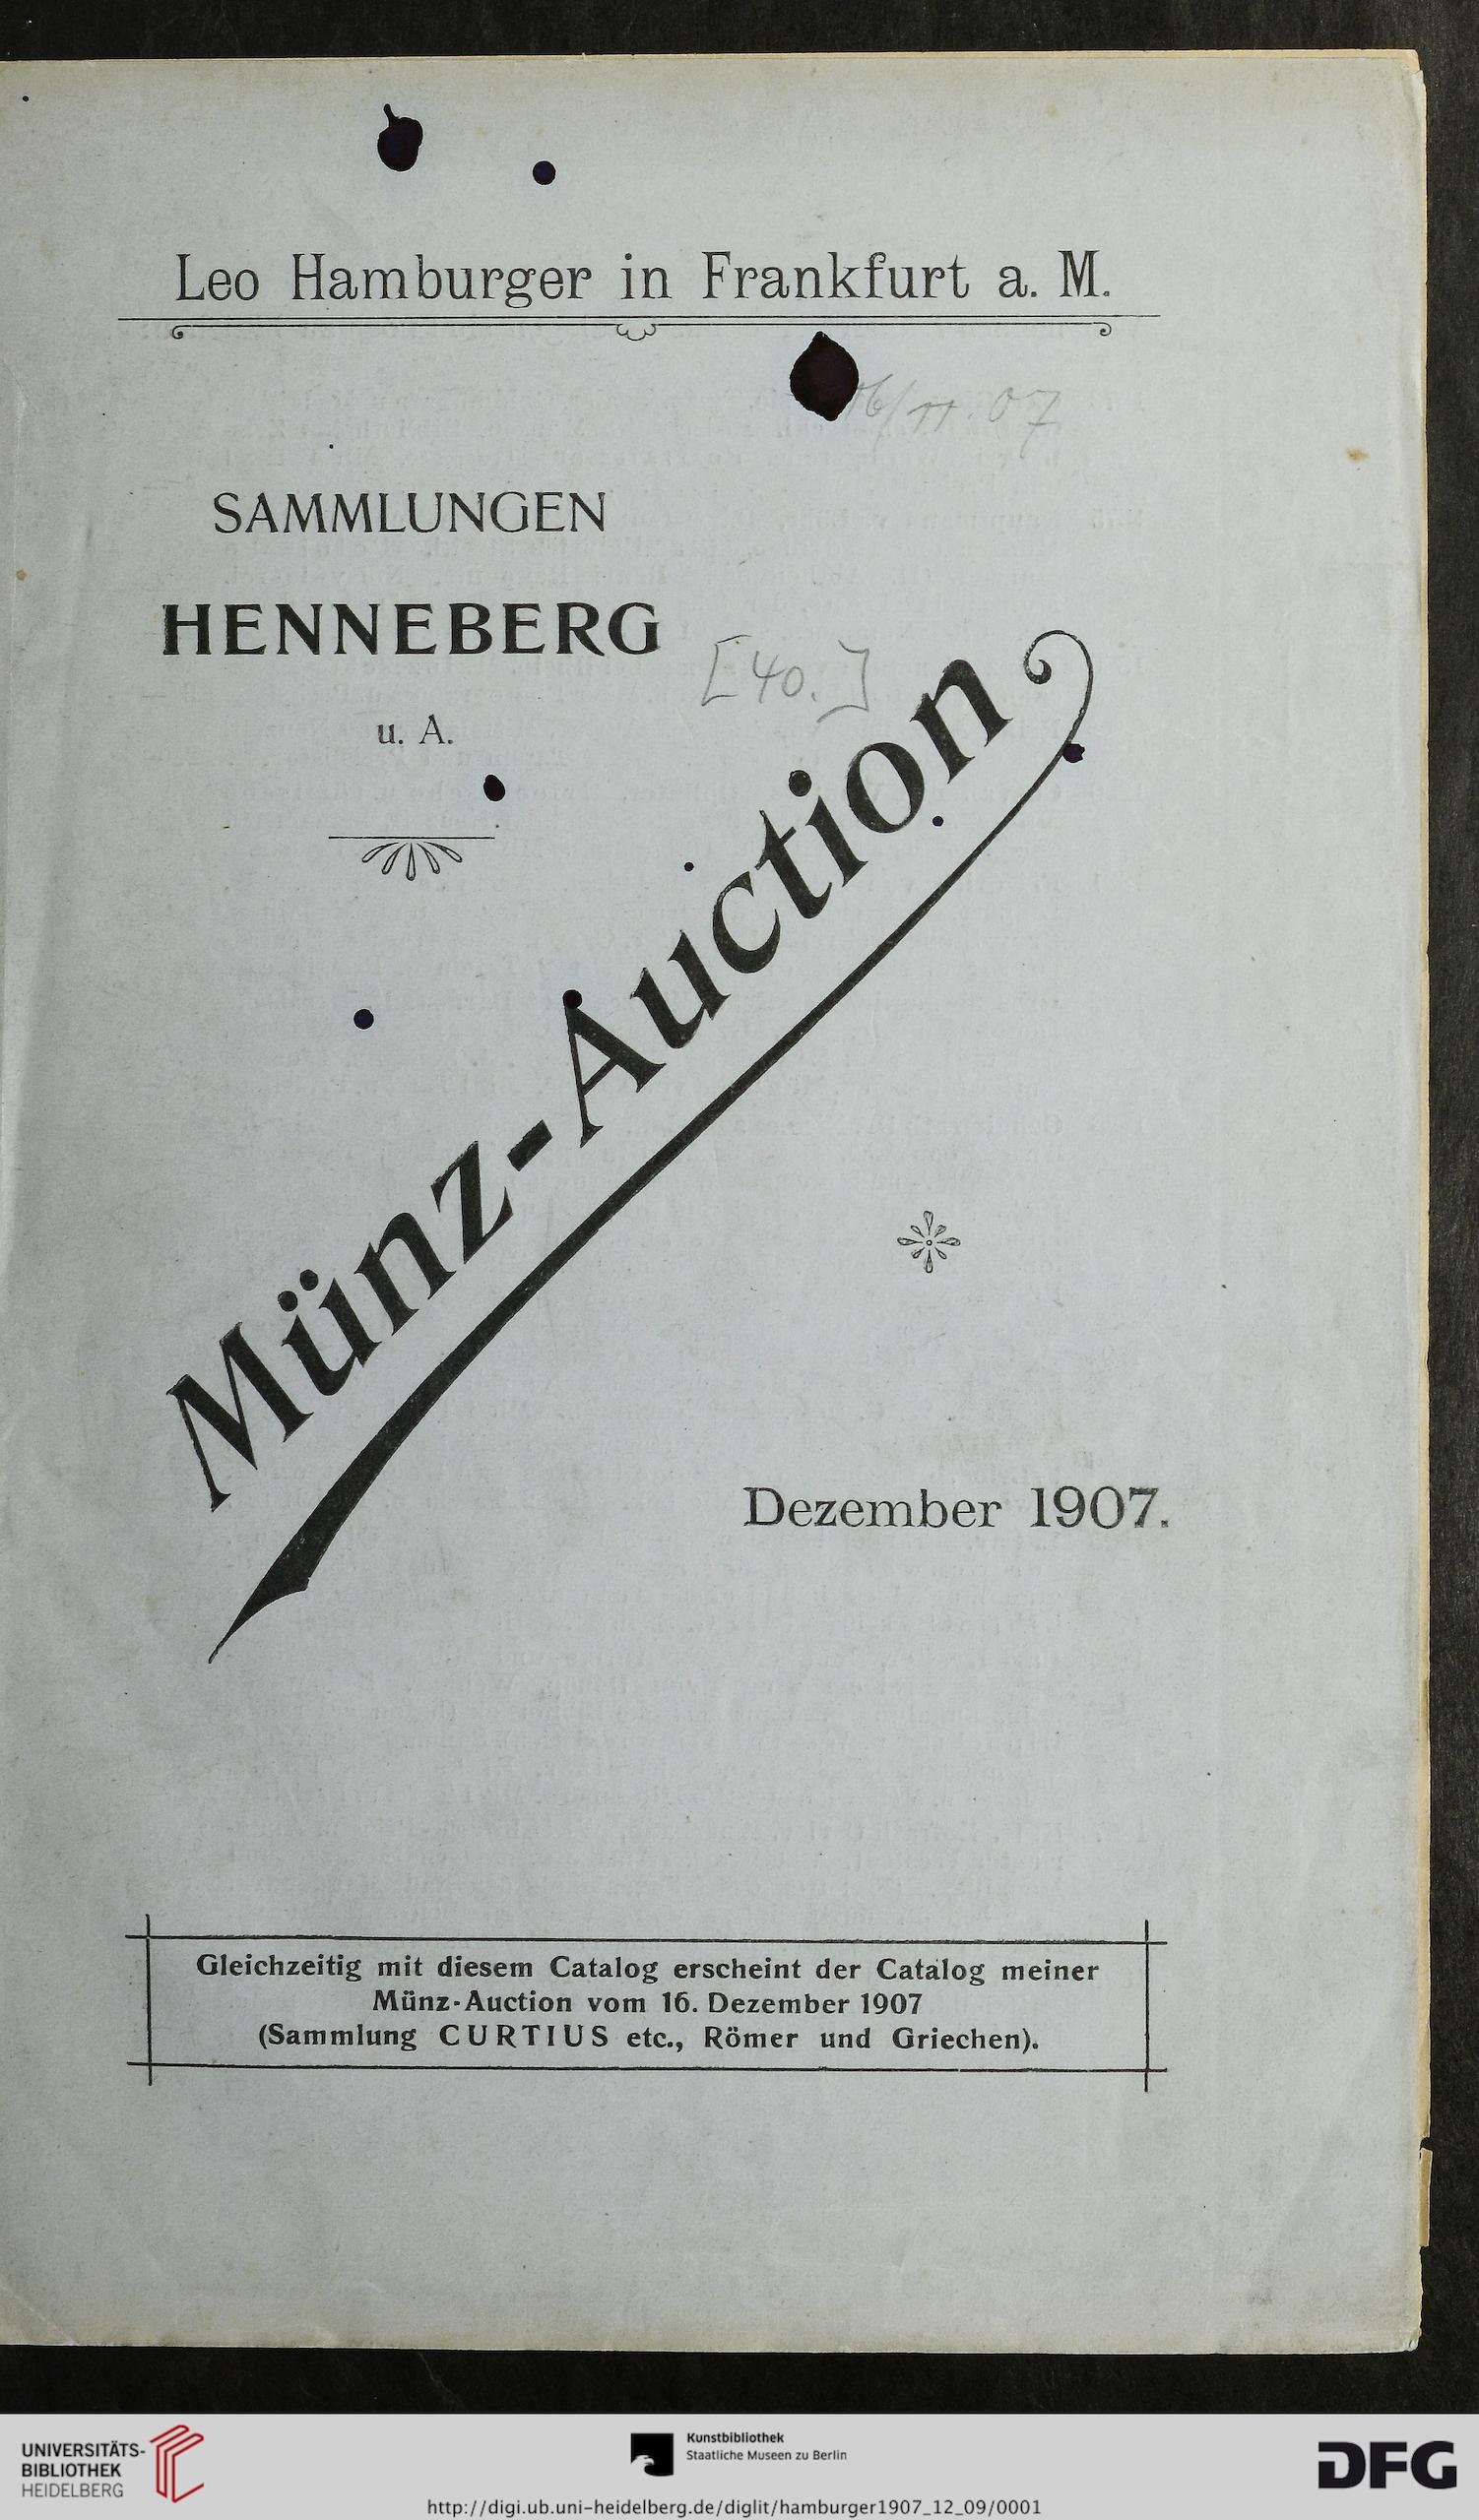 Leo Hamburger in Frankfurt a. M.
16/11.07
SAMMLUNGEN
HENNEBERG
[40.]
u. A.
Münz-Auction
Dezember 1907.
Gleichzeitig mit diesem Catalog erscheint der Catalog meiner
Münz-Auction vom 16. Dezember 1907
(Sammlung CURTIUS etc., Römer und Griechen).
UNIVERSITÄTS-
BIBLIOTHEK
HEIDELBERG
Kunstbibliothek
Staatliche Museen zu Berlin
DFG
http://digi.ub.uni-heidelberg.de/diglit/hamburger1907_12_09/0001